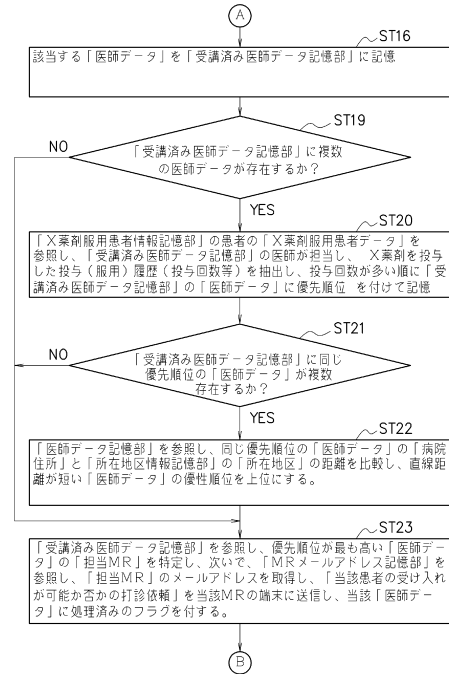 A
ST16
該当する「医師データ」を「受講済み医師データ記憶部」に記憶
ST19
NO
「受講済み医師データ記憶部」に複数
の医師データが存在するか？
YES
ST20
「X薬剤服用患者情報記憶部」の患者の「X薬剤服用患者データ」を
参照し、「受講済み医師データ記憶部」の医師が担当し、 X薬剤を投与
した投与（服用）履歴（投与回数等）を抽出し、投与回数が多い順に「受
講済み医師データ記憶部」の「医師データ」に優先順位 を付けて記憶
ST21
NO
「受講済み医師データ記憶部」に同じ
優先順位の「医師データ」が複数
存在するか？
YES
ST22
「医師データ記憶部」を参照し、同じ優先順位の「医師データ」の「病院
住所」と「所在地区情報記憶部」の「所在地区」の距離を比較し、直線距
離が短い「医師データ」の優性順位を上位にする。
ST23
「受講済み医師データ記憶部」を参照し、優先順位が最も高い「医師デー
タ」の「担当MR」を特定し、次いで、「MRメールアドレス記憶部」を
参照し、「担当MR」のメールアドレスを取得し、「当該患者の受け入れ
が可能か否かの打診依頼」を当該MRの端末に送信し、当該「医師デー
タ」に処理済みのフラグを付する。
B